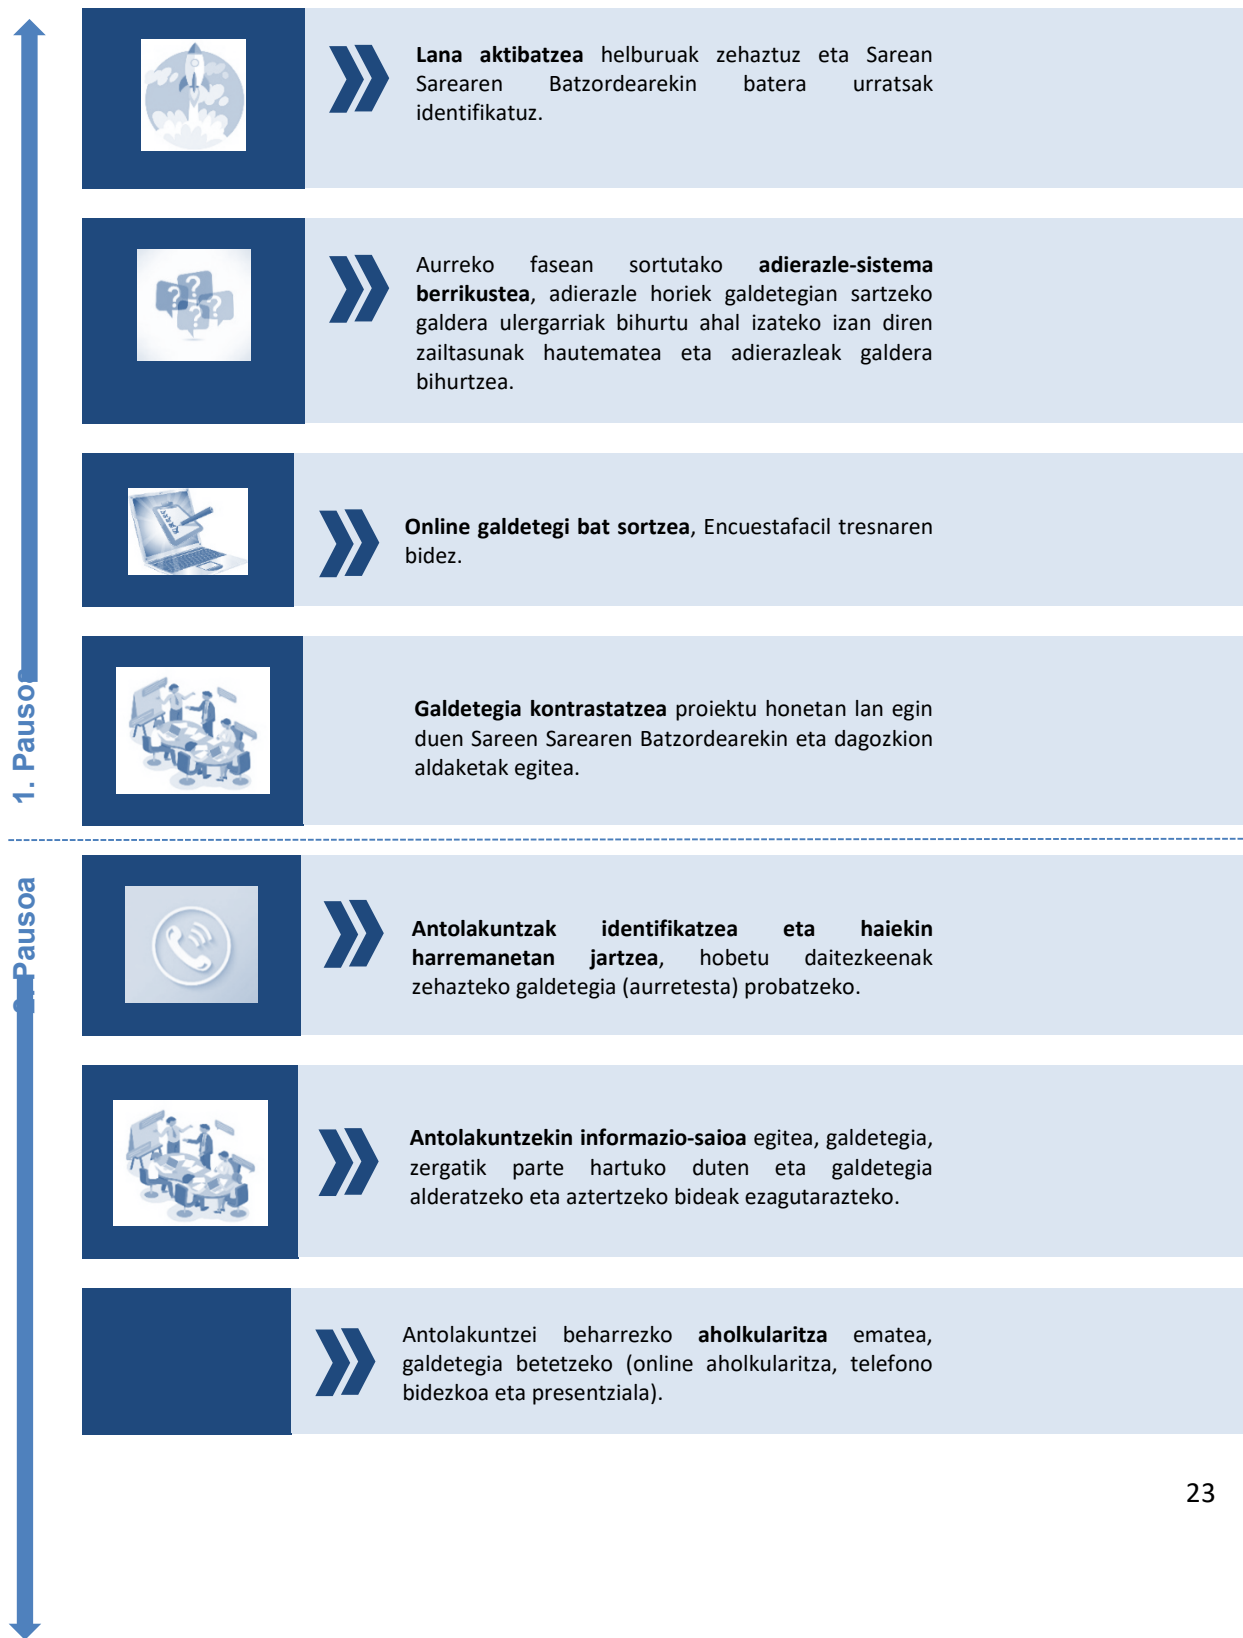 Lana aktibatzea helburuak zehaztuz eta Sarean
Sarearen Batzordearekin batera urratsak
identifikatuz.
Aurreko fasean sortutako adierazle-sistema
berrikustea, adierazle horiek galdetegian sartzeko
galdera ulergarriak bihurtu ahal izateko izan diren
zailtasunak hautematea eta adierazleak galdera
bihurtzea.
Online galdetegi bat sortzea, Encuestafacil tresnaren
bidez.
1. Pausoa
Galdetegia kontrastatzea proiektu honetan lan egin
duen Sareen Sarearen Batzordearekin eta dagozkion
aldaketak egitea.
2. Pausoa
Antolakuntzak identifikatzea eta haiekin
harremanetan jartzea, hobetu daitezkeenak
zehazteko galdetegia (aurretesta) probatzeko.
Antolakuntzekin informazio-saioa egitea, galdetegia,
zergatik parte hartuko duten eta galdetegia
alderatzeko eta aztertzeko bideak ezagutarazteko.
Antolakuntzei beharrezko aholkularitza ematea,
galdetegia betetzeko (online aholkularitza, telefono
bidezkoa eta presentziala).
23